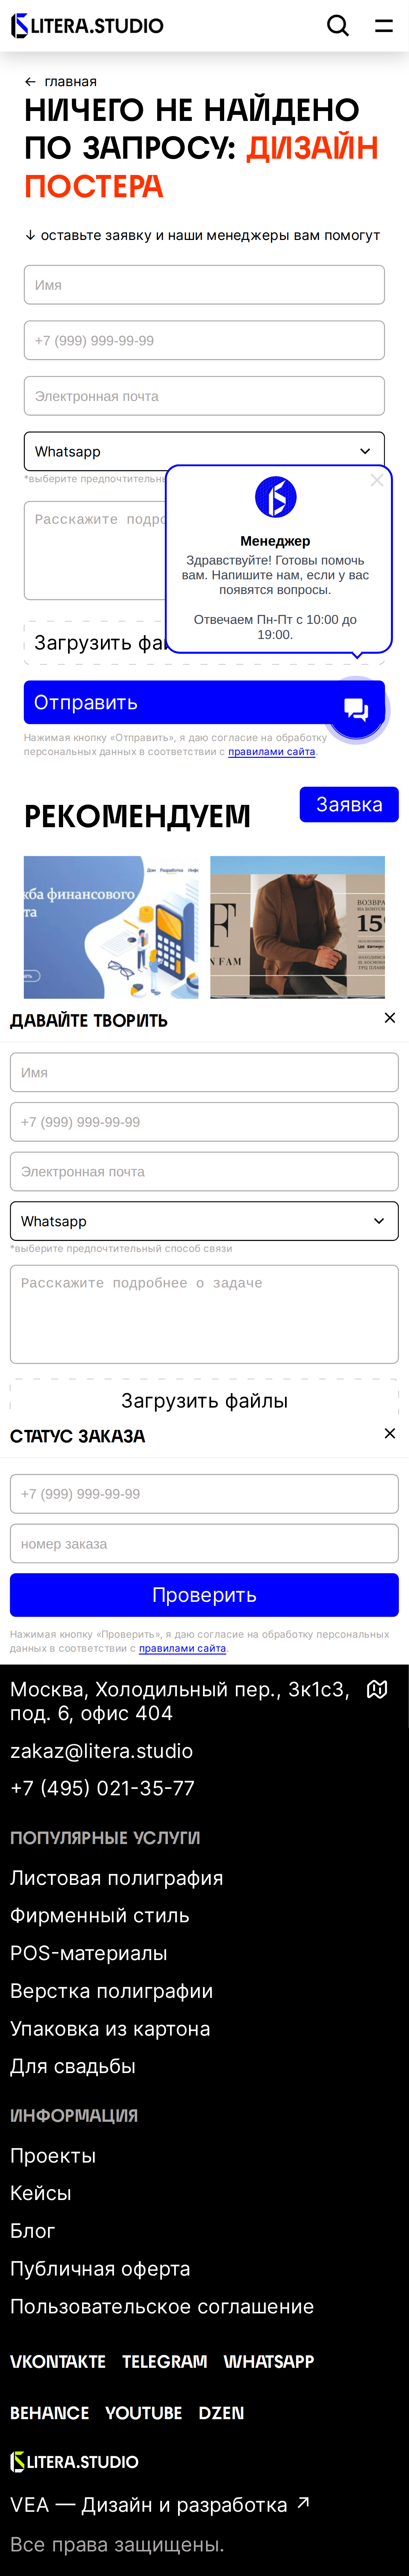 LITERA.STUDIO
← главная
НИЧЕГО НЕ НАЙДЕНО
ПО ЗАПРОСУ: ДИЗАЙН
ПОСТЕРА
↓ оставьте заявку и наши менеджеры вам помогут
Имя
+7 (999) 999-99-99
Электронная почта
Whatsapp
*выберите предпочтительн
Менеджер
Здравствуйте! Готовы помочь
вам. Напишите нам, если у вас
появятся вопросы.
Отвечаем Пн-Пт с 10:00 до
19:00.
Расскажите подро
Загрузить фа
Отправить
Нажимая кнопку «Отправить», я даю согласие на обработку
персональных данных в соответствии с правилами сайта.
Заявка
РЕКОМЕНДУЕМ
жба финансового
та
F
N FAM
ВОЗВРА
15
ДАВАЙТЕ ТВОРИТЬ
Имя
+7 (999) 999-99-99
Электронная почта
Whatsapp
*выберите предпочтительный способ связи
Расскажите подробнее о задаче
Загрузить файлы
СТАТУС ЗАКАЗА
+7 (999) 999-99-99
номер заказа
Проверить
Нажимая кнопку «Проверить», я даю согласие на обработку персональных
данных в соответствии с правилами сайта.
Москва, Холодильный пер., 3к1с3,
под. 6, офис 404
zakaz@litera.studio
+7 (495) 021-35-77
ПОПУЛЯРНЫЕ УСЛУГИ
Листовая полиграфия
Фирменный стиль
POS-материалы
Верстка полиграфии
Упаковка из картона
Для свадьбы
ИНФОРМАЦИЯ
Проекты
Кейсы
Блог
Публичная оферта
Пользовательское соглашение
VKONTAKTE TELEGRAM WHATSAPP
BEHANCE YOUTUBE DZEN
LITERA.STUDIO
VEA — Дизайн и разработка ↗
Все права защищены.